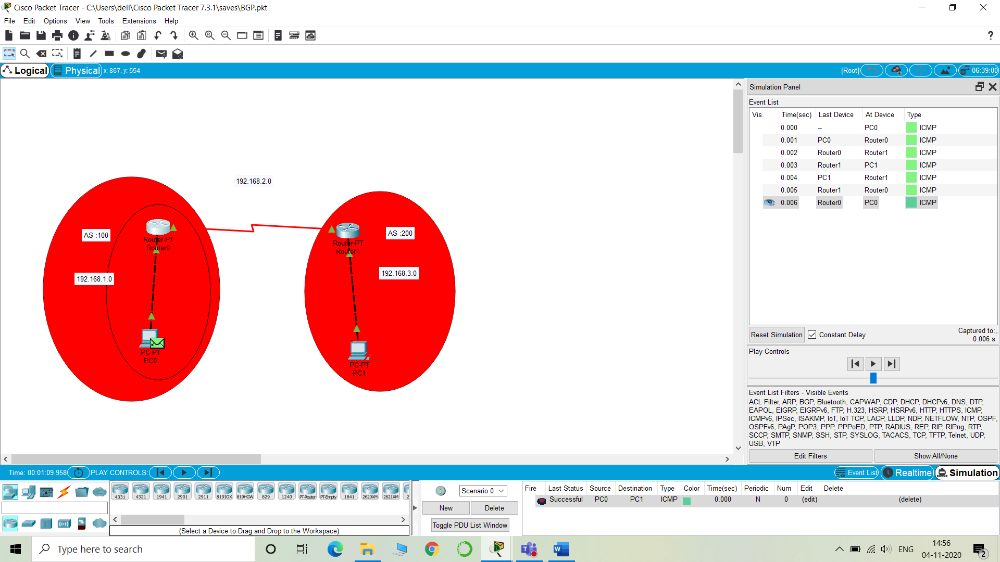 Cisco Packet Tracer - C:\Users\dell\Cisco Packet Tracer 7.3.1\saves\BGP.pkt
File Edit Options View Tools Extensions Help
Logical Physical x: 867, y: 554 [Root] 06:39:00
192.168.2.0
AS :100
Router-PT
Router0
192.168.1.0
PC-PT
PC0
AS :200
Router-PT
Router1
192.168.3.0
PC-PT
PC1
Simulation Panel
Event List
Vis. Time(sec) Last Device At Device Type
0.000 -- PC0 ICMP
0.001 PC0 Router0 ICMP
0.002 Router0 Router1 ICMP
0.003 Router1 PC1 ICMP
0.004 PC1 Router1 ICMP
0.005 Router1 Router0 ICMP
0.006 Router0 PC0 ICMP
Reset Simulation Constant Delay Captured to:
0.006 s
Play Controls
Event List Filters - Visible Events
ACL Filter, ARP, BGP, Bluetooth, CAPWAP, CDP, DHCP, DHCPv6, DNS, DTP,
EAPOL, EIGRP, EIGRPv6, FTP, H.323, HSRP, HSRPv6, HTTP, HTTPS, ICMP,
ICMPv6, IPSec, ISAKMP, IoT, IoT TCP, LACP, LLDP, NDP, NETFLOW, NTP, OSPF,
OSPFv6, PAgP, POP3, PPP, PPPoED, PTP, RADIUS, REP, RIP, RIPng, RTP,
SCCP, SMTP, SNMP, SSH, STP, SYSLOG, TACACS, TCP, TFTP, Telnet, UDP,
USB, VTP
Edit Filters Show All/None
Time: 00:01:09.958 PLAY CONTROLS: Event List Realtime Simulation
4331 4321 1941 2901 2911 819IOX 819HGW 829 1240 PT-Router PT-Empty 1841 2620XM 2621XM 2
(Select a Device to Drag and Drop to the Workspace)
1 Scenario 0
New Delete
Toggle PDU List Window
Fire Last Status Source Destination Type Color Time(sec) Periodic Num Edit Delete
Successful PC0 PC1 ICMP 0.000 N 0 (edit) (delete)
Type here to search
ENG
14:56
04-11-2020
2